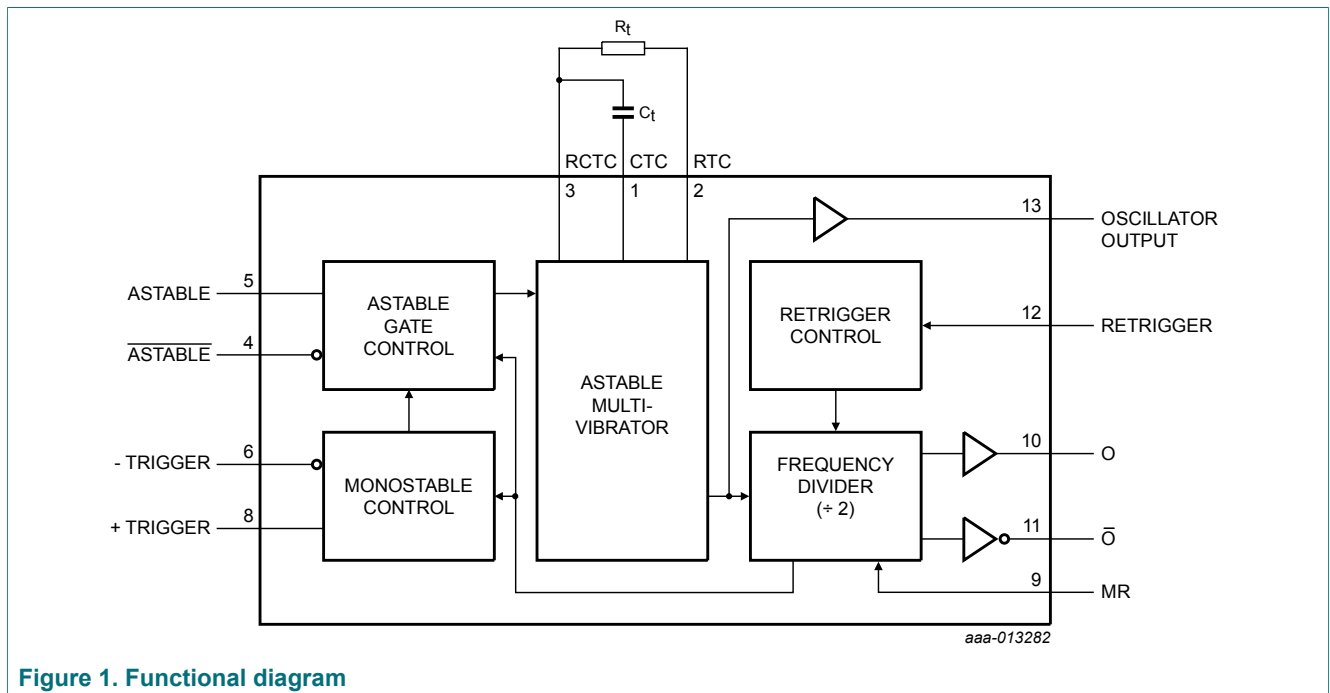 Rt
Ct
RCTC CTC RTC
3 1 2
13
OSCILLATOR
OUTPUT
5
ASTABLE
ASTABLE
GATE
CONTROL
RETRIGGER
CONTROL
12
RETRIGGER
4
ASTABLE
ASTABLE
MULTI-
VIBRATOR
6
- TRIGGER
MONOSTABLE
CONTROL
8
+ TRIGGER
FREQUENCY
DIVIDER
(÷ 2)
10
O
11
O̅
9
MR
aaa-013282
Figure 1. Functional diagram